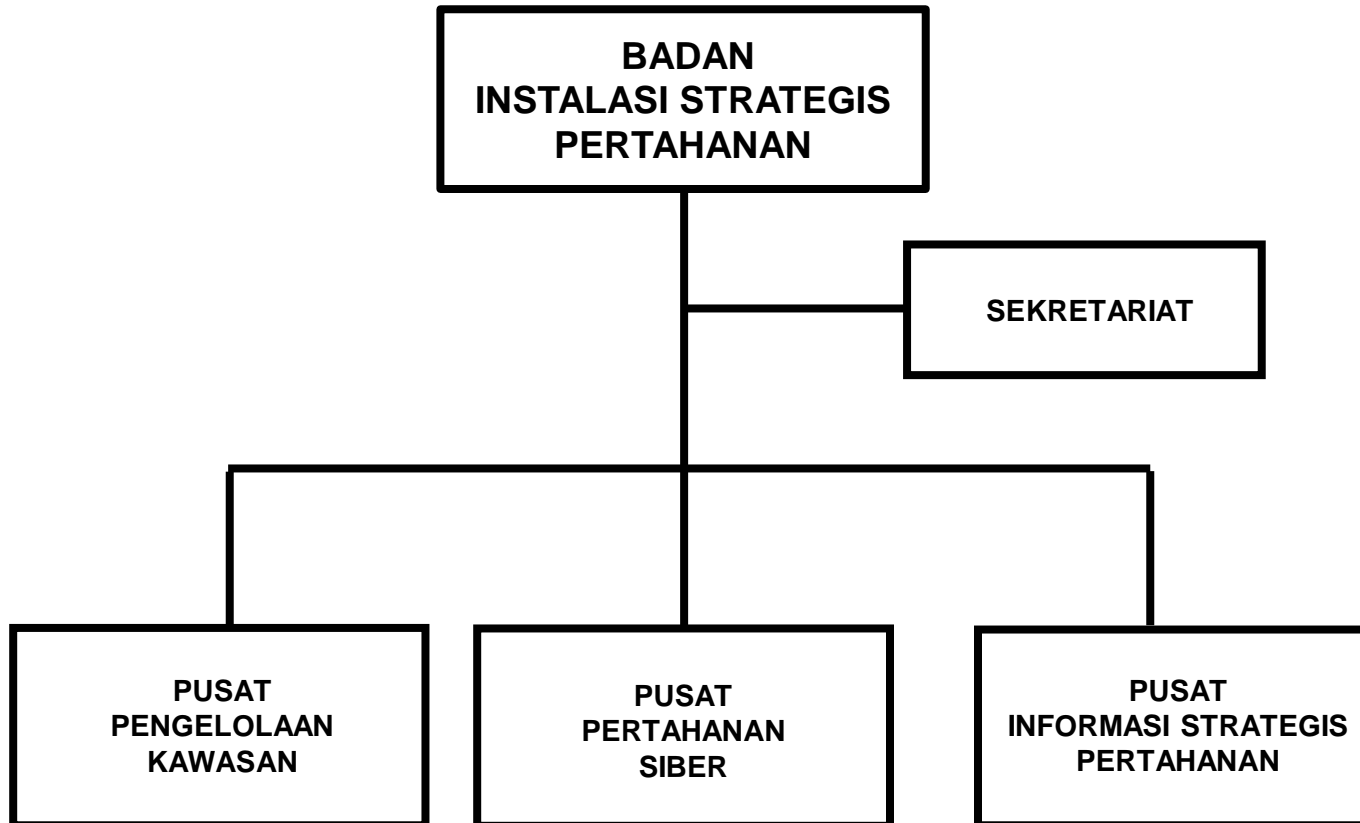 BADAN
INSTALASI STRATEGIS
PERTAHANAN
SEKRETARIAT
PUSAT
PENGELOLAAN
KAWASAN
PUSAT
PERTAHANAN
SIBER
PUSAT
INFORMASI STRATEGIS
PERTAHANAN